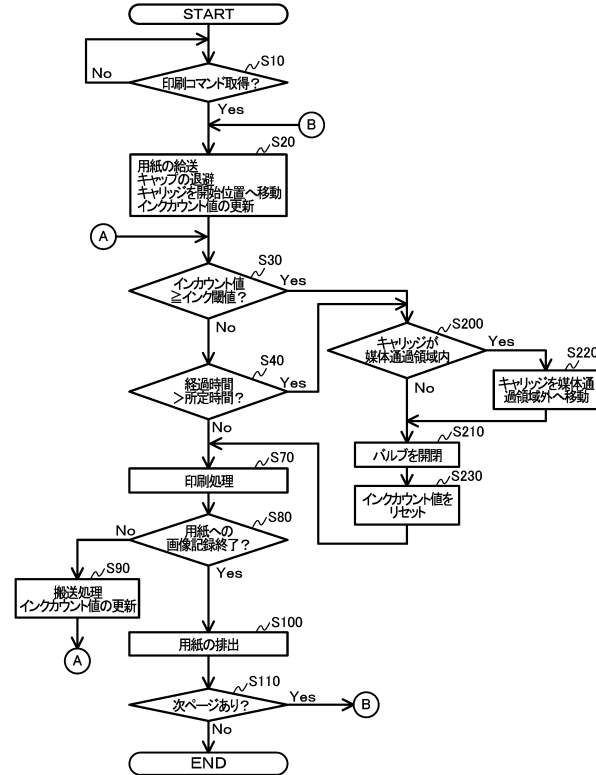 START
S10
印刷コマンド取得？
No
Yes
B
S20
用紙の給送
キャップの退避
キャリッジを開始位置へ移動
インクカウント値の更新
A
S30
インカウント値
≧インク閾値？
Yes
No
S200
キャリッジが
媒体通過領域内
Yes
No
S220
キャリッジを媒体通
過領域外へ移動
S40
経過時間
＞所定時間？
Yes
No
S210
バルブを開閉
S230
インクカウント値を
リセット
S70
印刷処理
S80
用紙への
画像記録終了？
No
Yes
S90
搬送処理
インクカウント値の更新
A
S100
用紙の排出
S110
次ページあり？
Yes
B
No
END